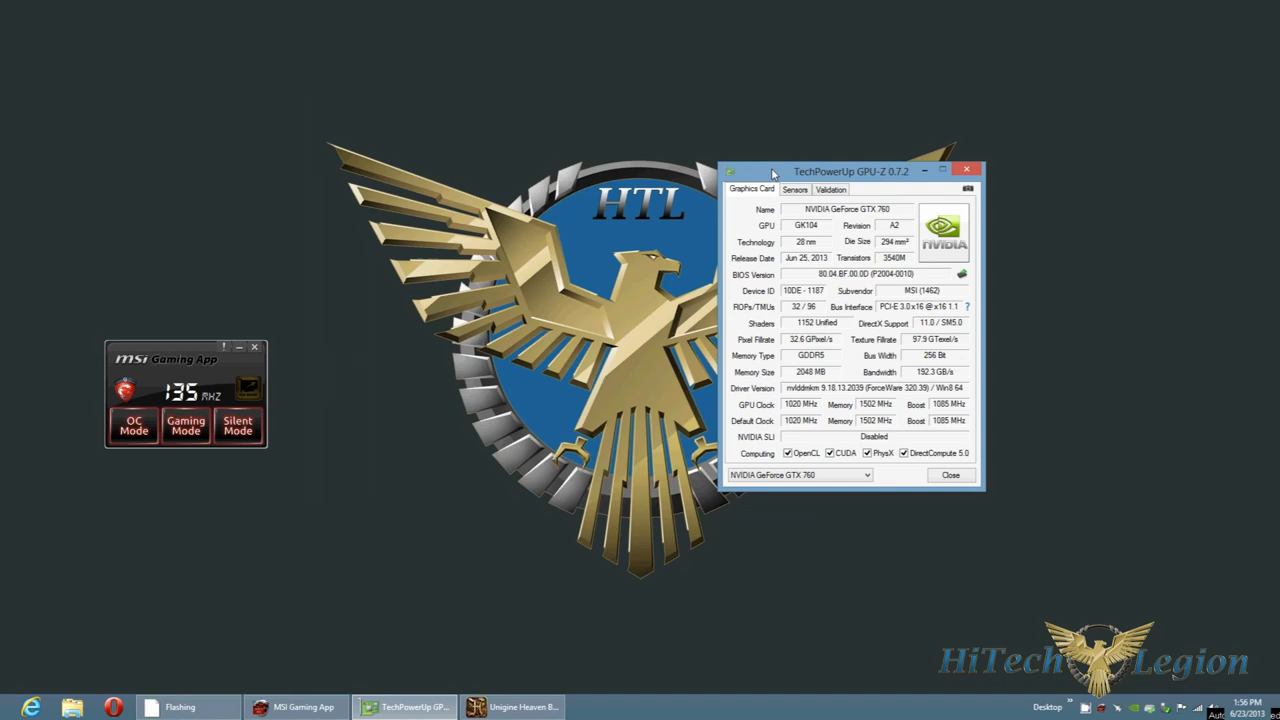 HTL
TechPowerUp GPU-Z 0.7.2
Graphics Card Sensors Validation
Name NVIDIA GeForce GTX 760
GPU GK104 Revision A2
Technology 28 nm Die Size 294 mm²
Release Date Jun 25, 2013 Transistors 3540M
BIOS Version 80.04.BF.00.0D (P2004-0010)
Device ID 10DE - 1187 Subvendor MSI (1462)
ROPs/TMUs 32 / 96 Bus Interface PCI-E 3.0 x16 @ x16 1.1 ?
Shaders 1152 Unified DirectX Support 11.0 / SM5.0
Pixel Fillrate 32.6 GPixel/s Texture Fillrate 97.9 GTexel/s
Memory Type GDDR5 Bus Width 256 Bit
Memory Size 2048 MB Bandwidth 192.3 GB/s
Driver Version nvlddmkm 9.18.13.2039 (ForceWare 320.39) / Win8 64
GPU Clock 1020 MHz Memory 1502 MHz Boost 1085 MHz
Default Clock 1020 MHz Memory 1502 MHz Boost 1085 MHz
NVIDIA SLI Disabled
Computing OpenCL CUDA PhysX DirectCompute 5.0
NVIDIA GeForce GTX 760 Close
NVIDIA
msi Gaming App
135 MHZ
OC Mode
Gaming Mode
Silent Mode
HiTech Legion
Flashing MSI Gaming App TechPowerUp GP... Unigine Heaven B... Desktop 1:56 PM
6/23/2013